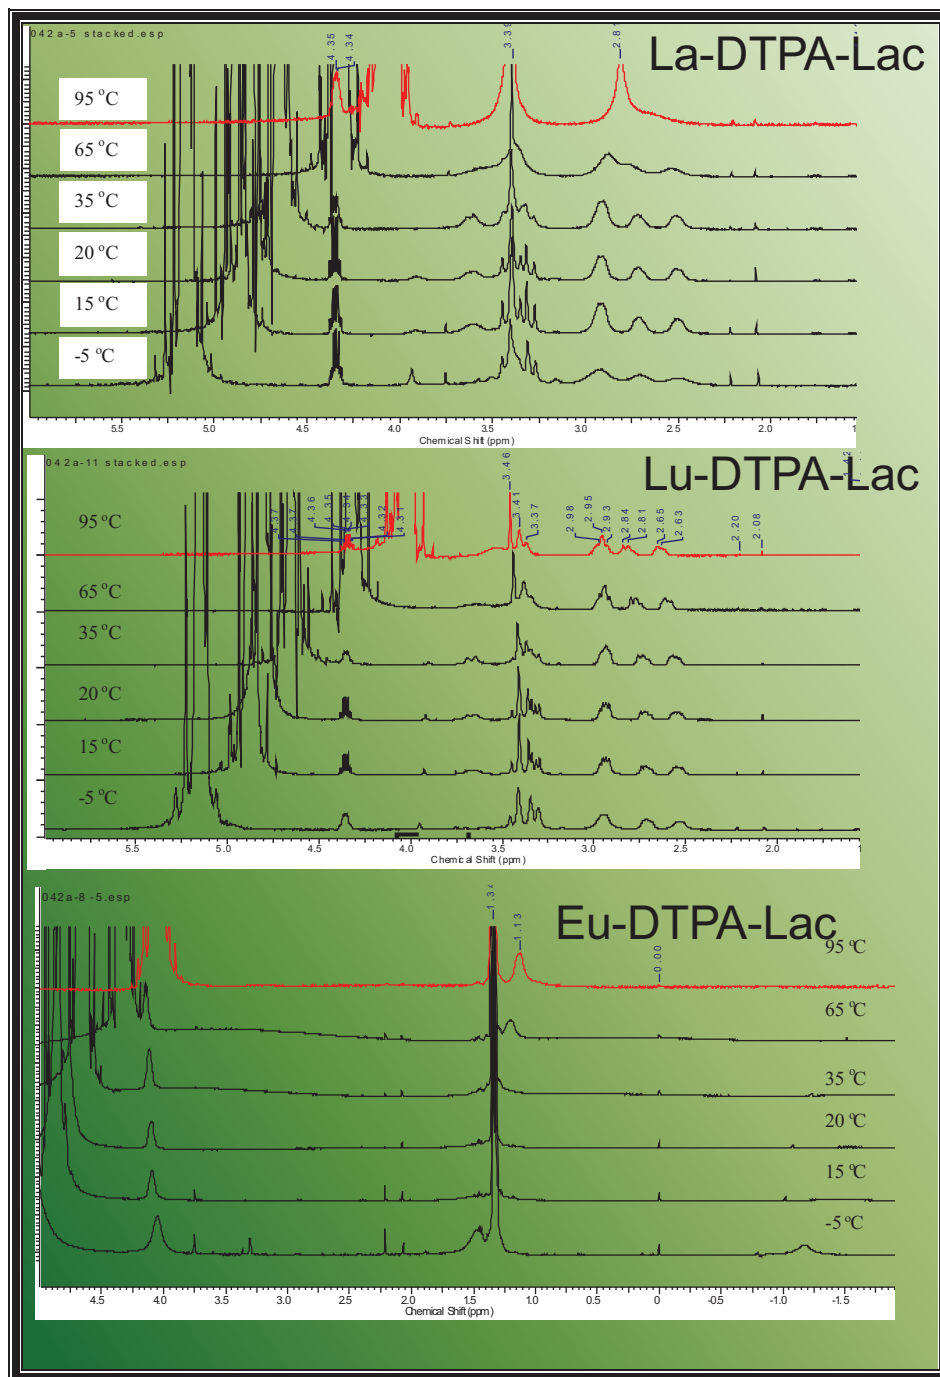 042a-5 stacked.esp
La-DTPA-Lac
4.35
4.34
3.39
95 °C
65 °C
35 °C
20 °C
15 °C
-5 °C
5.5 5.0 4.5 4.0 3.5 3.0 2.5 2.0
Chemical Shift (ppm)
042a-11 stacked.esp
Lu-DTPA-Lac
3.46
4.37
4.37
4.36
4.35
4.34
4.33
4.32
4.31
3.41
3.37
2.98
2.95
2.93
2.84
2.81
2.65
2.63
2.20
2.08
95 °C
65 °C
35 °C
20 °C
15 °C
-5 °C
5.5 5.0 4.5 4.0 3.5 3.0 2.5 2.0
Chemical Shift (ppm)
042a-8 -5.esp
Eu-DTPA-Lac
1.34
1.13
0.00
95 °C
65 °C
35 °C
20 °C
15 °C
-5 °C
4.5 4.0 3.5 3.0 2.5 2.0 1.5 1.0 0.5 0 -0.5 -1.0 -1.5
Chemical Shift (ppm)